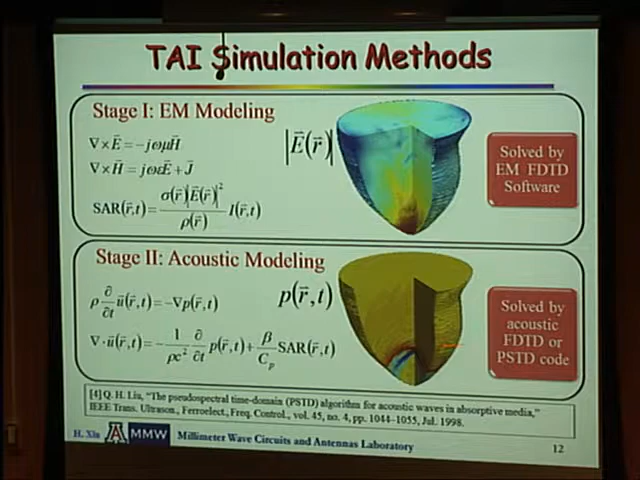 TAI Simulation Methods
Stage I: EM Modeling
∇×E⃗ = −jωμH⃗
∇×H⃗ = jωεE⃗ + J⃗
SAR(r⃗,t) = σ(r⃗)|E⃗(r⃗)|² / ρ(r⃗) I(r⃗,t)
|E⃗(r⃗)|
Solved by
EM FDTD
Software
Stage II: Acoustic Modeling
ρ ∂/∂t u⃗(r⃗,t) = −∇p(r⃗,t)
∇·u⃗(r⃗,t) = − 1/ρc² ∂/∂t p(r⃗,t) + β/Cp SAR(r⃗,t)
p(r⃗,t)
Solved by
acoustic
FDTD or
PSTD code
[4] Q. H. Liu, "The pseudospectral time-domain (PSTD) algorithm for acoustic waves in absorptive media,"
IEEE Trans. Ultrason., Ferroelect., Freq. Control., vol. 45, no. 4, pp. 1044–1055, Jul. 1998.
H. Xin A MMW Millimeter Wave Circuits and Antennas Laboratory 12